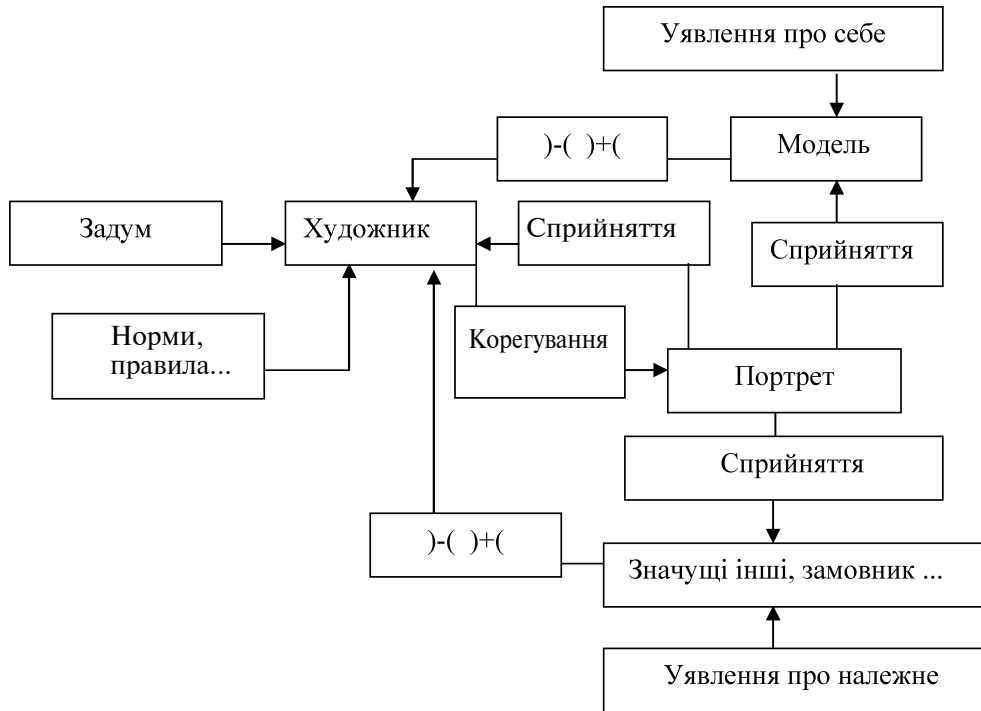 Уявлення про себе
)-(  )+(
Модель
Задум
Художник
Сприйняття
Сприйняття
Норми,
правила...
Корегування
Портрет
Сприйняття
)-(  )+(
Значущі інші, замовник ...
Уявлення про належне